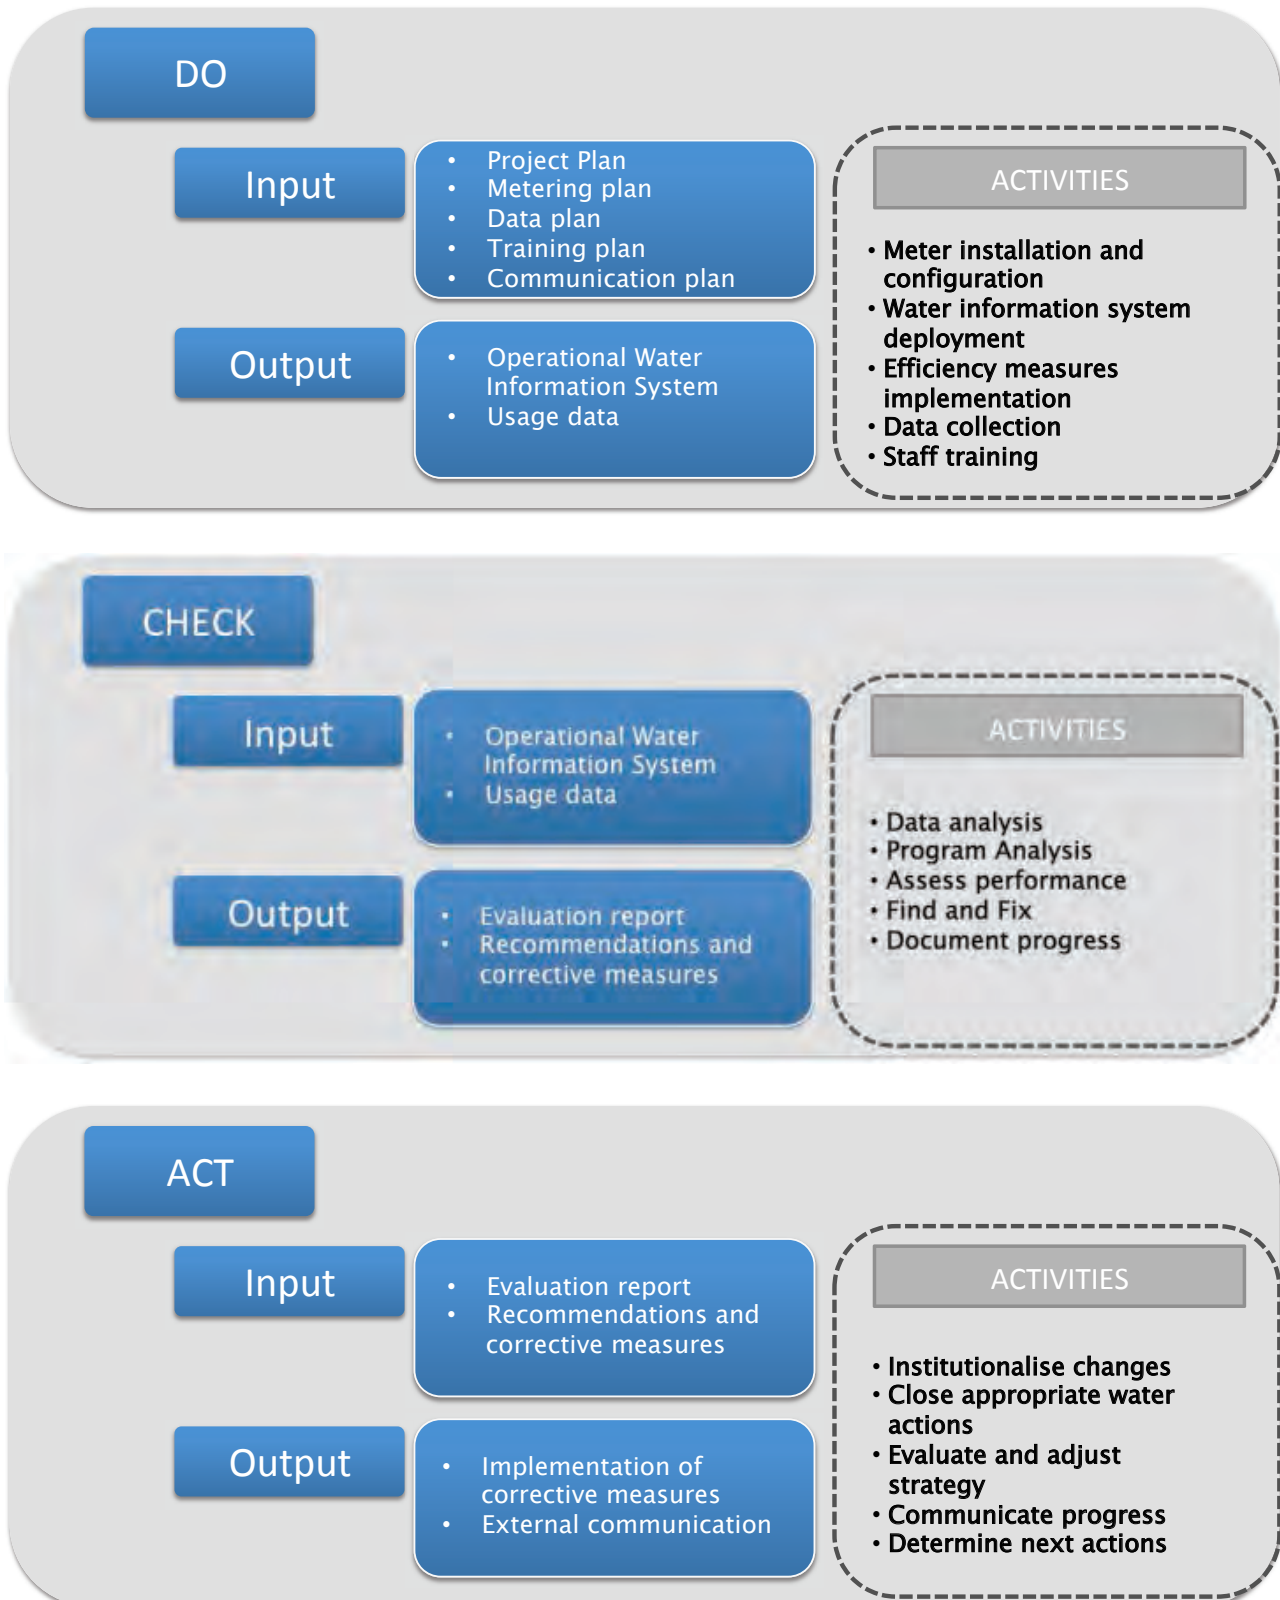 DO
Input
• Project Plan
• Metering plan
• Data plan
• Training plan
• Communication plan
Output
• Operational Water
Information System
• Usage data
ACTIVITIES
• Meter installation and
configuration
• Water information system
deployment
• Efficiency measures
implementation
• Data collection
• Staff training
CHECK
Input
• Operational Water
Information System
• Usage data
Output
• Evaluation report
• Recommendations and
corrective measures
ACTIVITIES
• Data analysis
• Program Analysis
• Assess performance
• Find and Fix
• Document progress
ACT
Input
• Evaluation report
• Recommendations and
corrective measures
Output
• Implementation of
corrective measures
• External communication
ACTIVITIES
• Institutionalise changes
• Close appropriate water
actions
• Evaluate and adjust
strategy
• Communicate progress
• Determine next actions